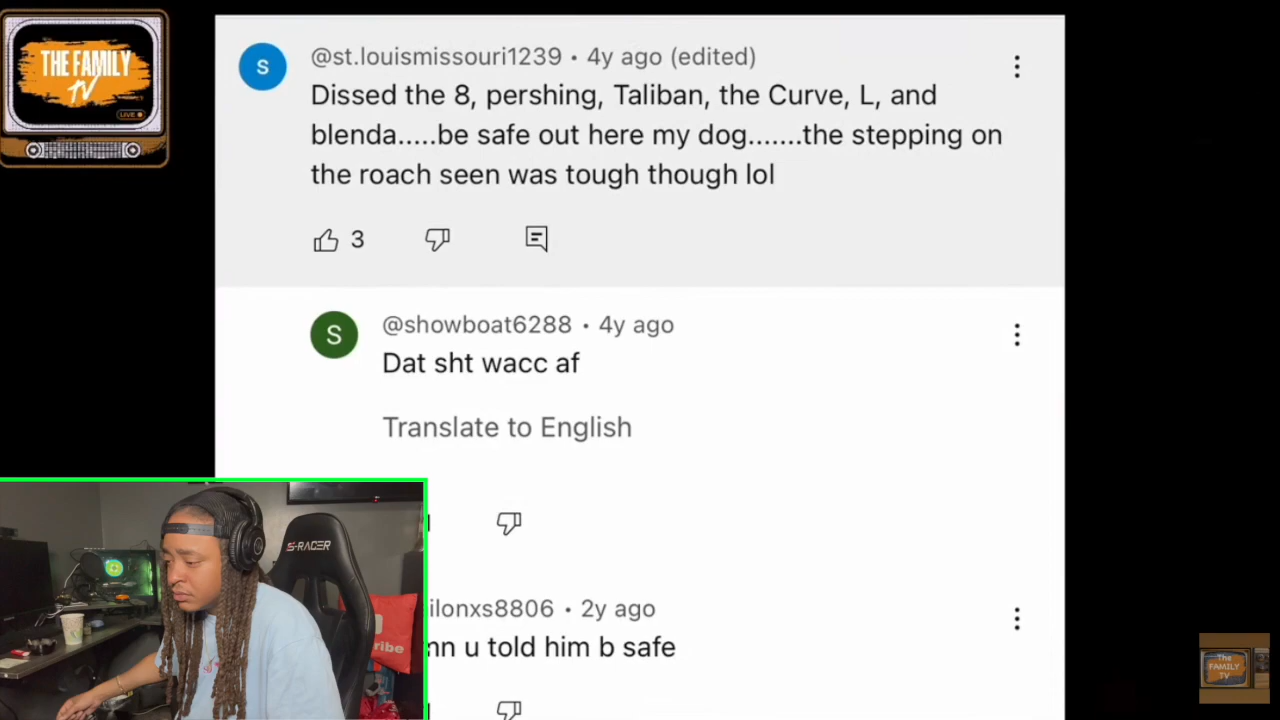 THE FAMILY
TV
LIVE
S
@st.louismissouri1239 • 4y ago (edited)
Dissed the 8, pershing, Taliban, the Curve, L, and
blenda.....be safe out here my dog.......the stepping on
the roach seen was tough though lol
3
S
@showboat6288 • 4y ago
Dat sht wacc af
Translate to English
ilonxs8806 • 2y ago
nn u told him b safe
S-RACER
ribe
The
FAMILY
TV